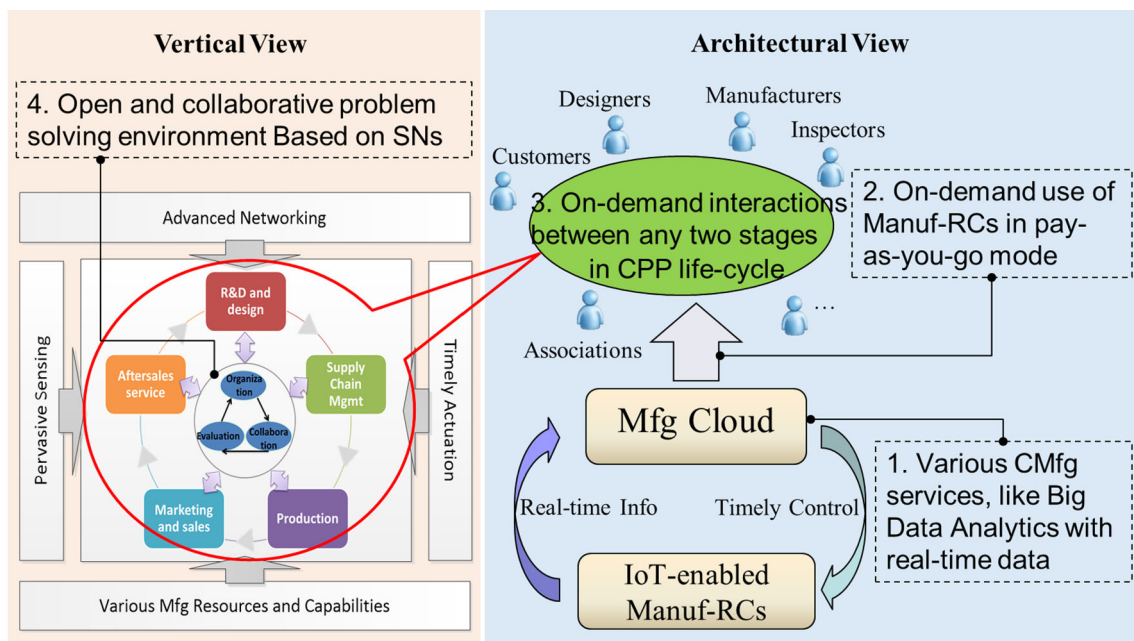 Vertical View
4. Open and collaborative problem
solving environment Based on SNs
Advanced Networking
Pervasive Sensing
R&D and
design
Aftersales
service
Supply
Chain
Mgmt
Organiza
tion
Evaluation
Collabora
tion
Marketing
and sales
Production
Timely Actuation
Various Mfg Resources and Capabilities
Architectural View
Designers
Manufacturers
Inspectors
Customers
3. On-demand interactions
between any two stages
in CPP life-cycle
2. On-demand use of
Manuf-RCs in pay-
as-you-go mode
...
Associations
Mfg Cloud
Real-time Info
Timely Control
1. Various CMfg
services, like Big
Data Analytics with
real-time data
IoT-enabled
Manuf-RCs